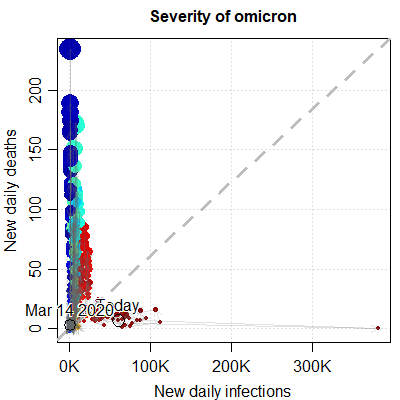 Severity of omicron
New daily deaths
200
150
100
50
0
Today
Mar 14 2020
0K
100K
200K
300K
New daily infections